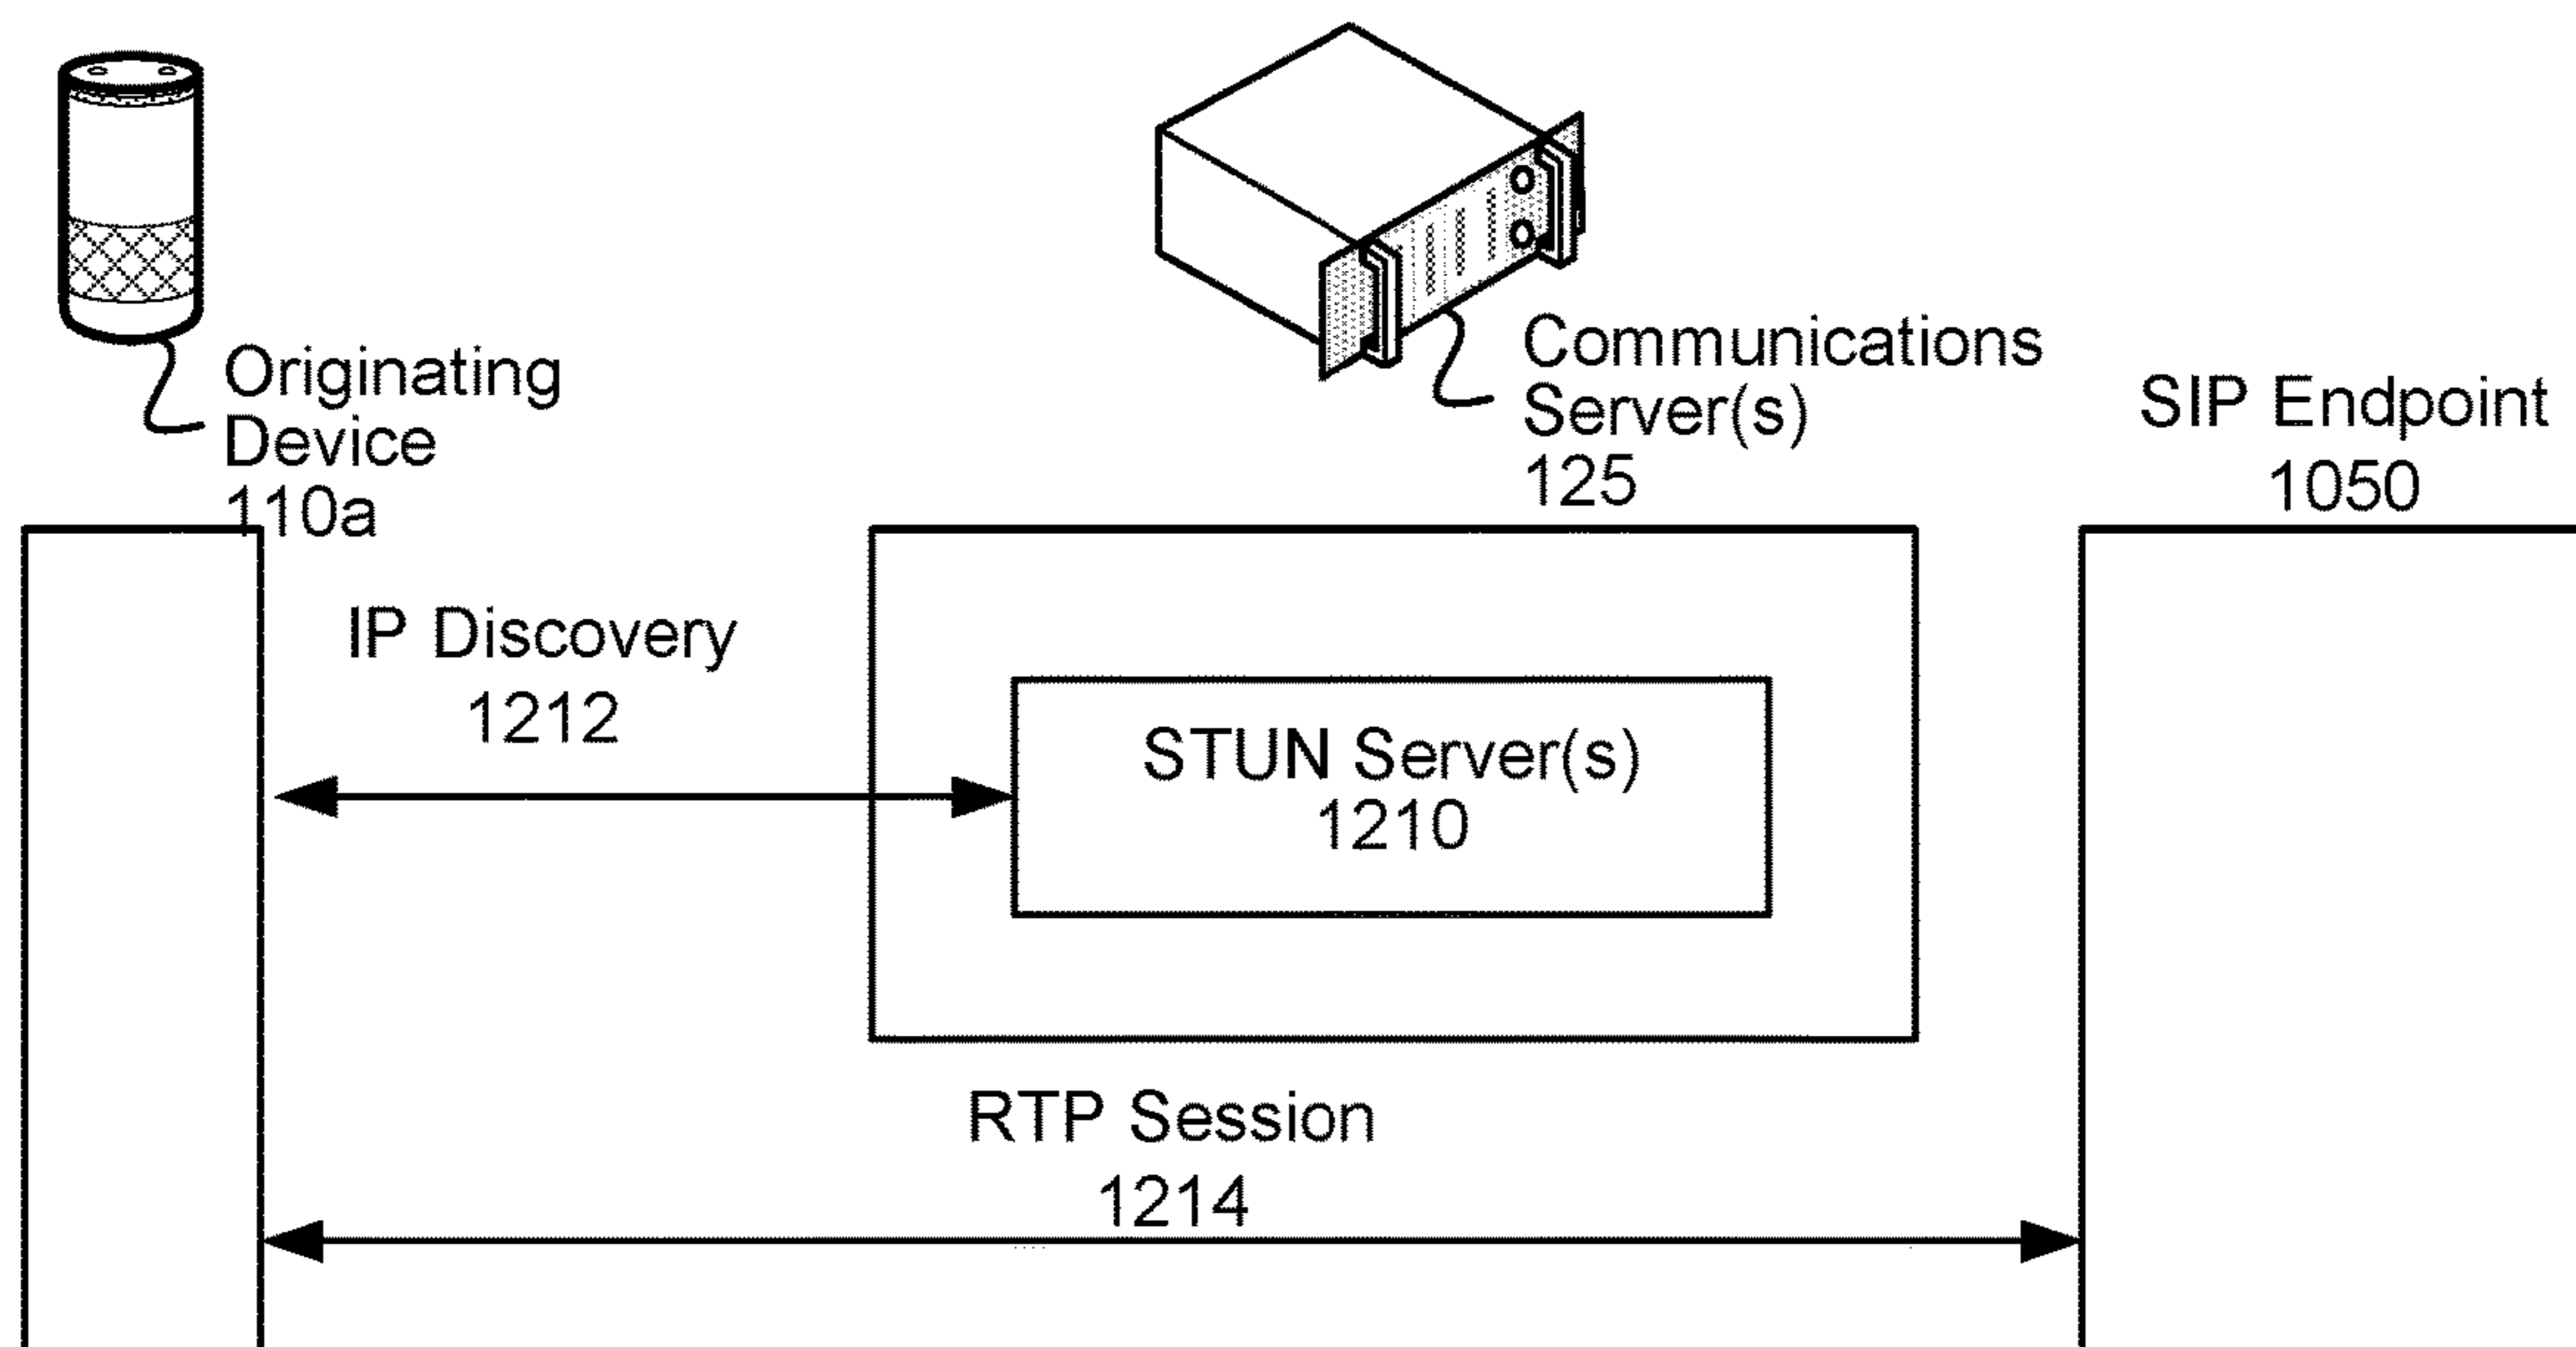 Originating
Device
110a
Communications
Server(s)
125
SIP Endpoint
1050
IP Discovery
1212
STUN Server(s)
1210
RTP Session
1214